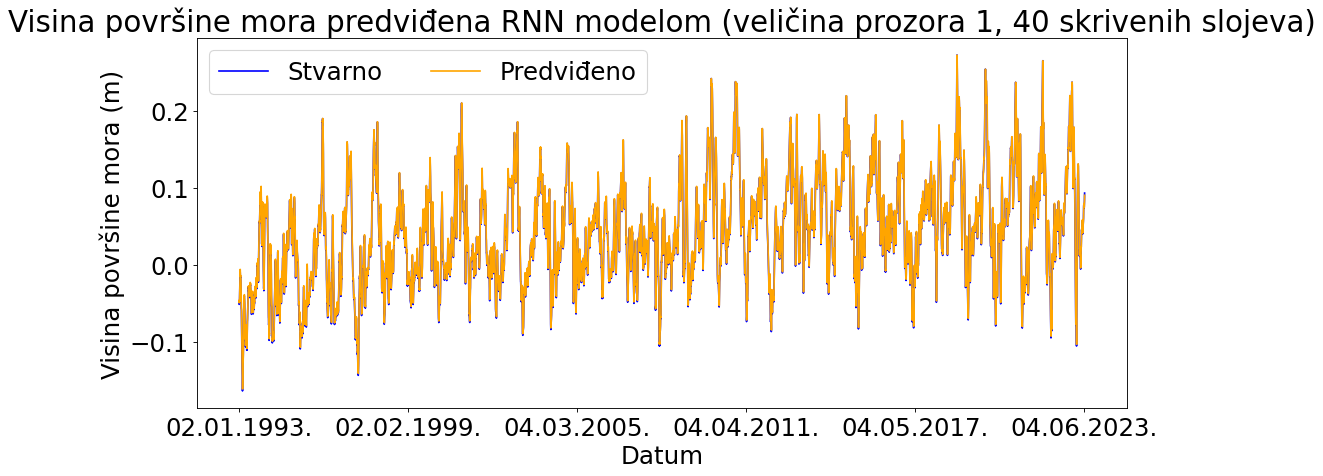 Visina površine mora predviđena RNN modelom (veličina prozora 1, 40 skrivenih slojeva)
Stvarno Predviđeno
Visina površine mora (m)
0.2
0.1
0.0
−0.1
02.01.1993. 02.02.1999. 04.03.2005. 04.04.2011. 04.05.2017. 04.06.2023.
Datum